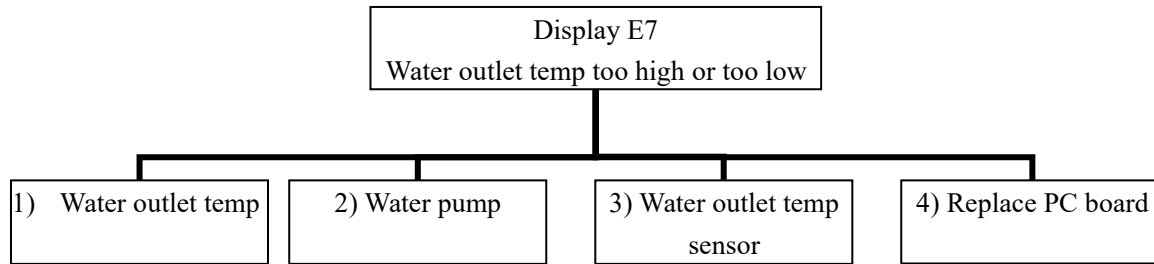 Display E7
Water outlet temp too high or too low
1) Water outlet temp
2) Water pump
3) Water outlet temp
sensor
4) Replace PC board